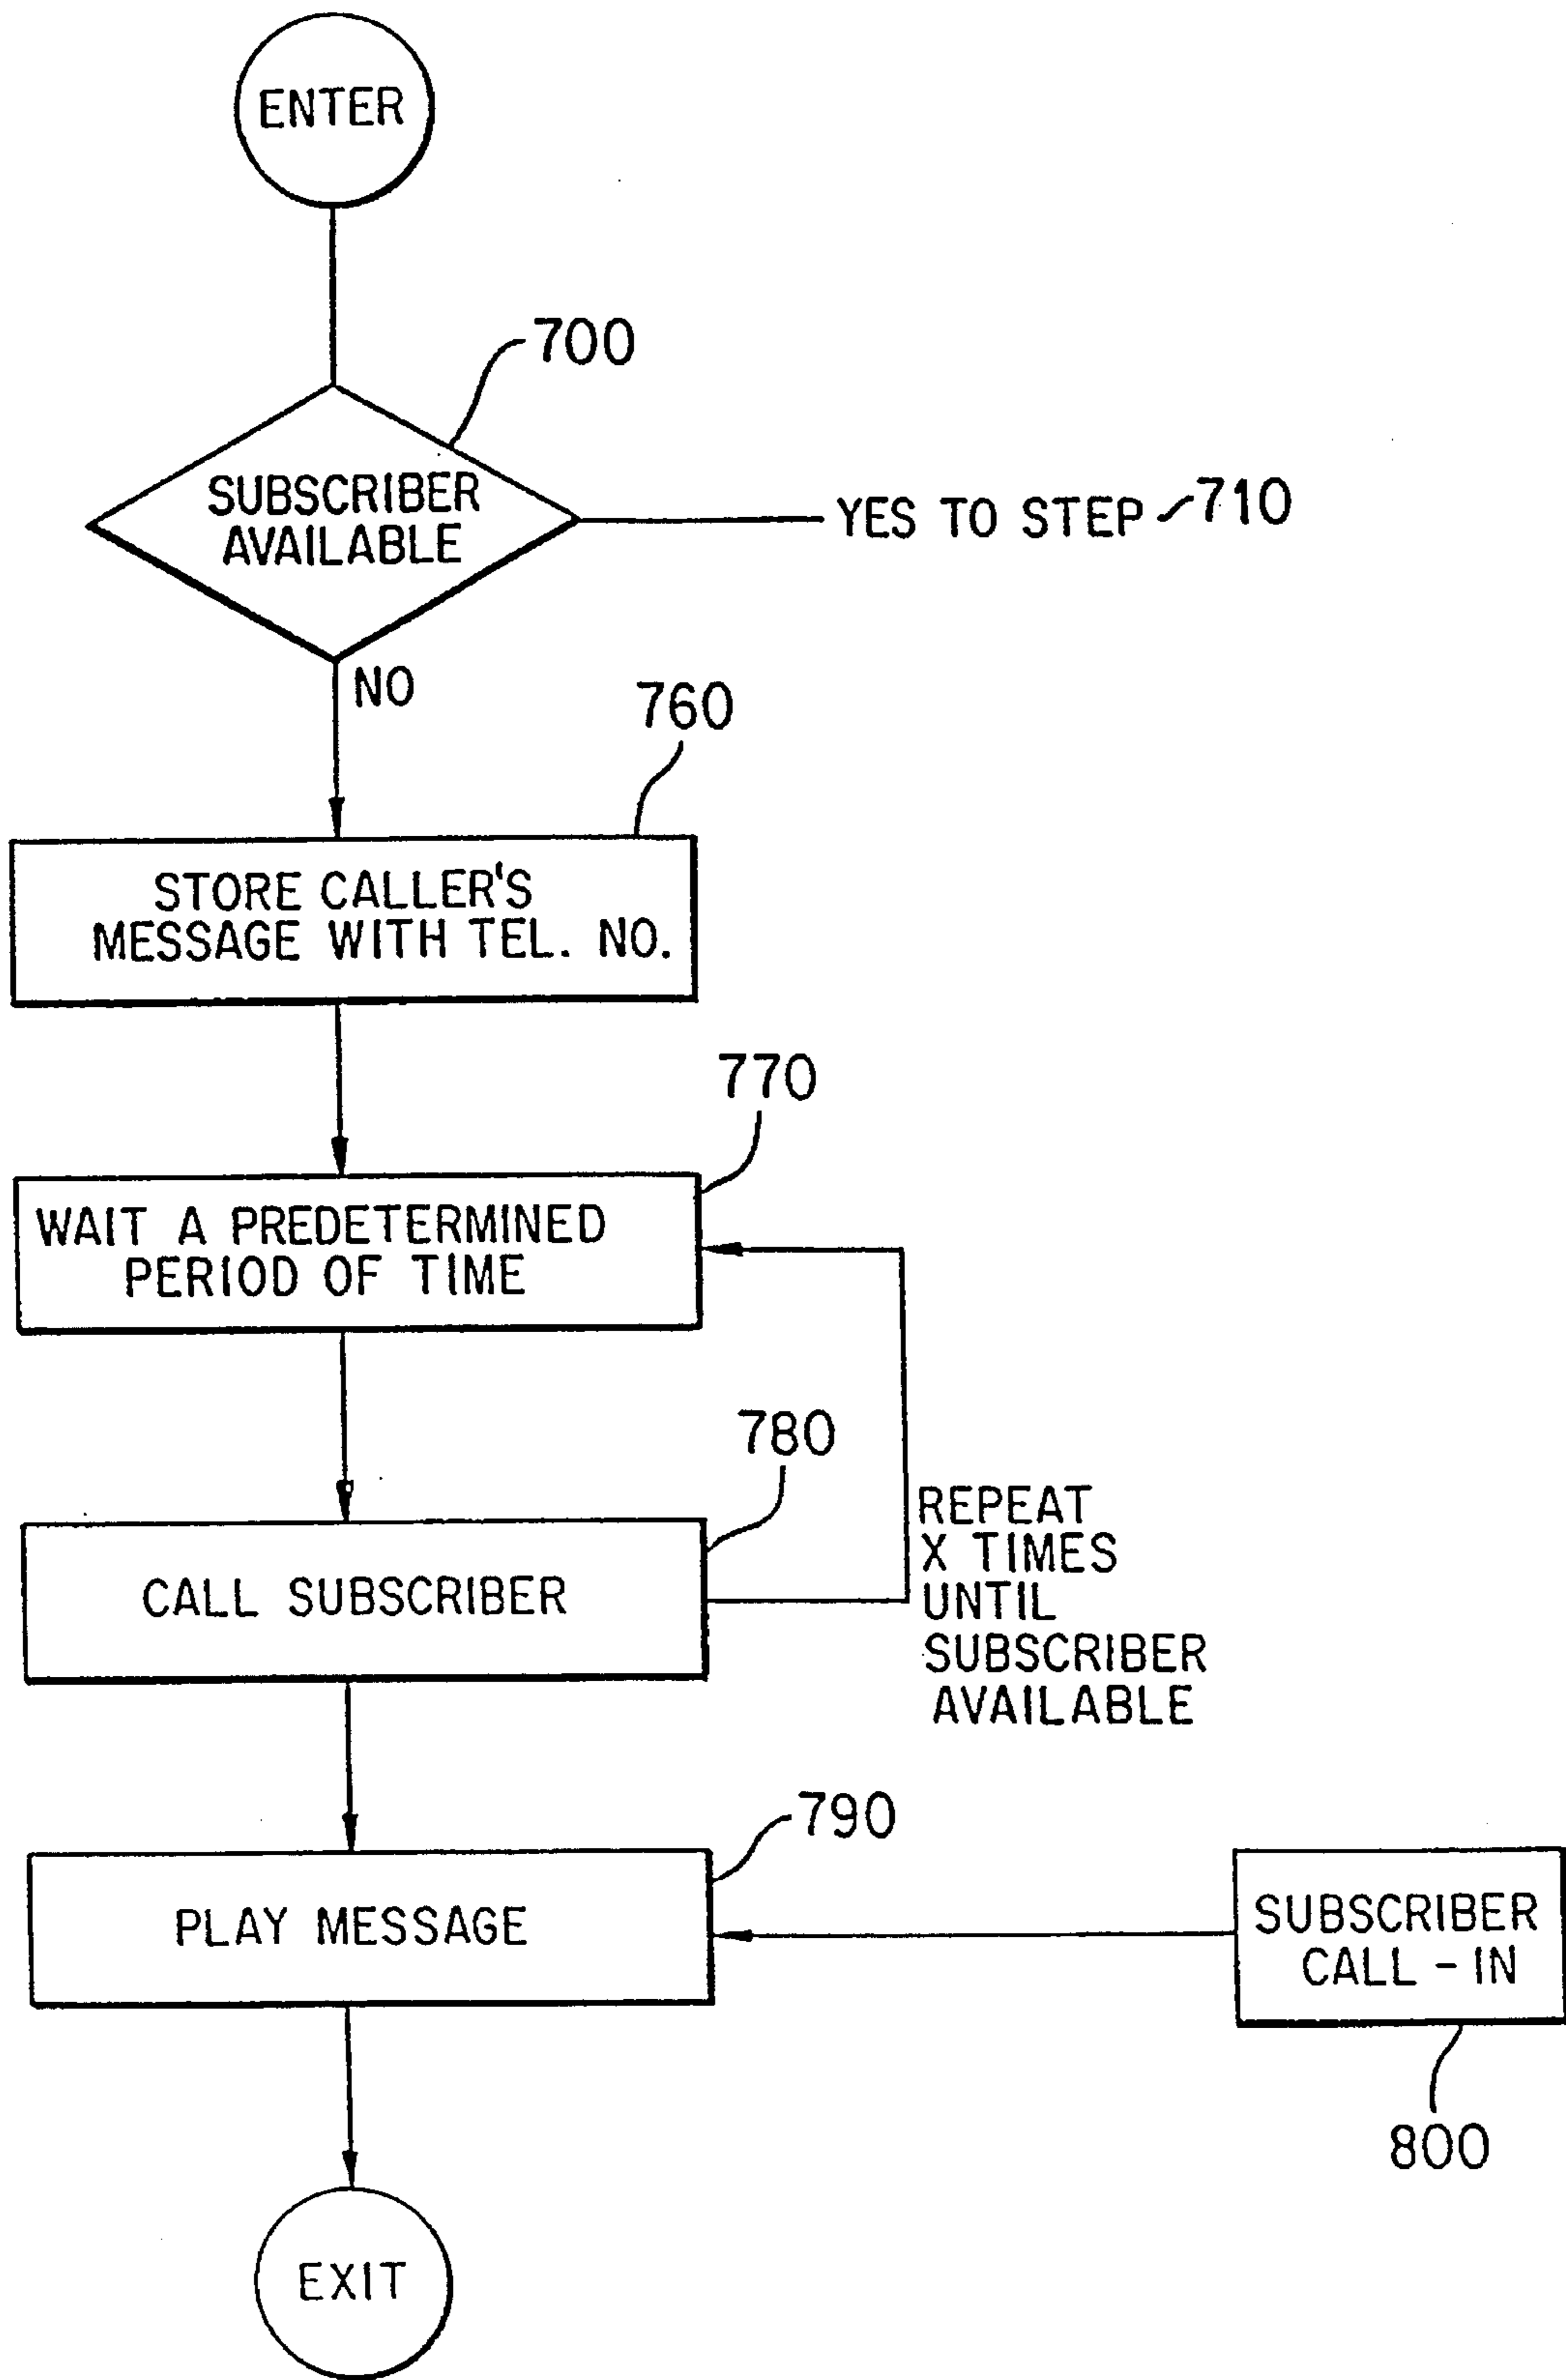 ENTER
700
SUBSCRIBER
AVAILABLE
YES TO STEP 710
NO
760
STORE CALLER'S
MESSAGE WITH TEL. NO.
770
WAIT A PREDETERMINED
PERIOD OF TIME
780
CALL SUBSCRIBER
REPEAT
X TIMES
UNTIL
SUBSCRIBER
AVAILABLE
790
PLAY MESSAGE
SUBSCRIBER
CALL - IN
800
EXIT